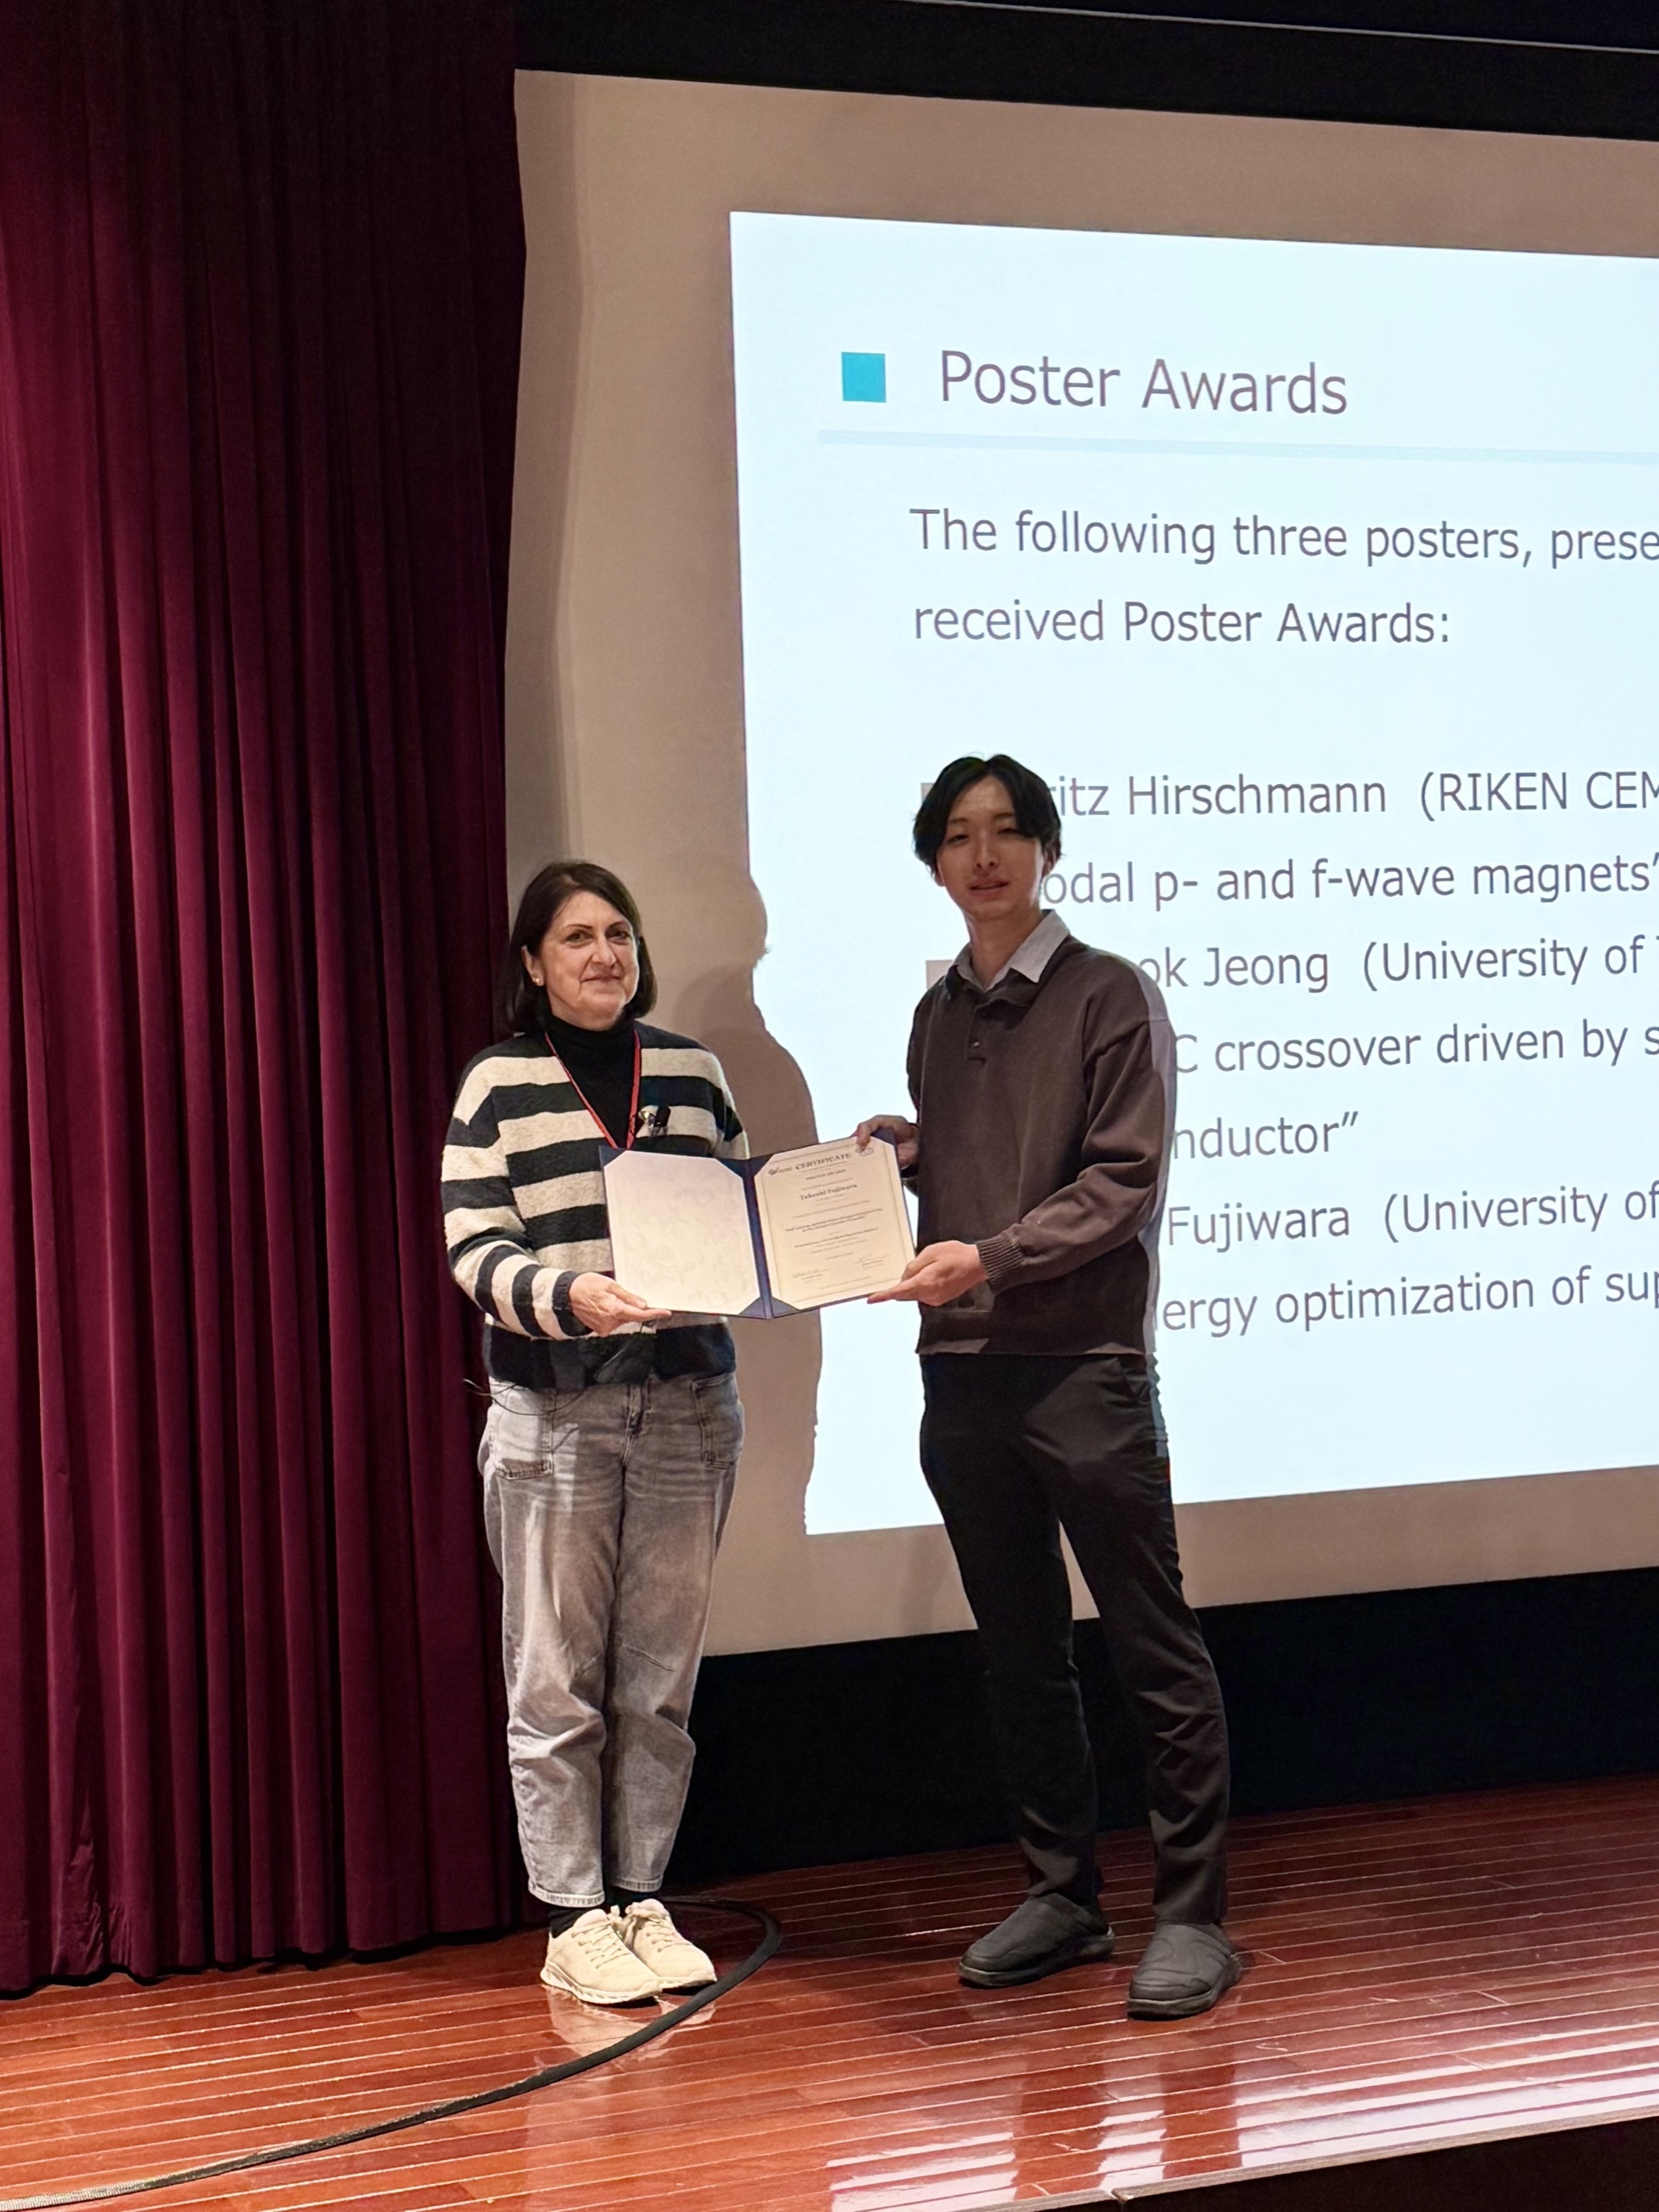 Poster Awards
The following three posters, prese
received Poster Awards:
ritz Hirschmann (RIKEN CEM
odal p- and f-wave magnets"
ok Jeong (University of T
C crossover driven by s
nductor"
Fujiwara (University of
ergy optimization of sup
CERTIFICATE
Takeshi Fujiwara